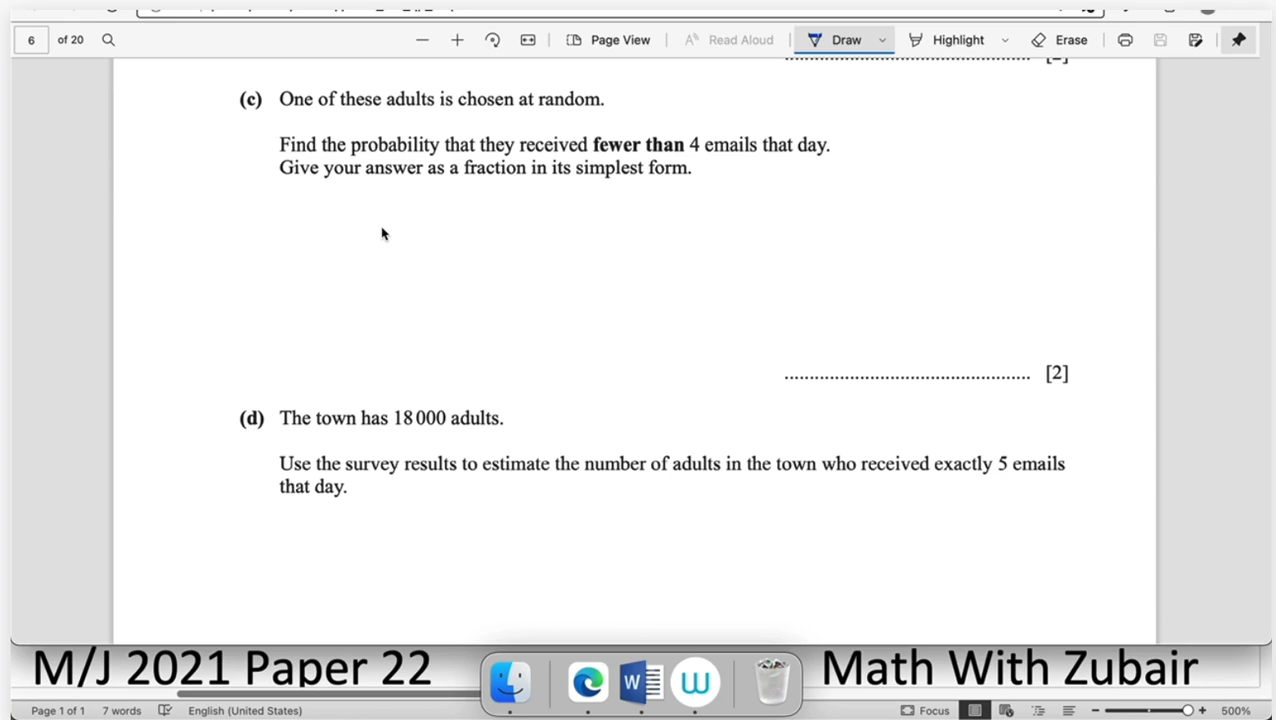 6 of 20 Page View Read Aloud Draw Highlight Erase
[2]
(c) One of these adults is chosen at random.
Find the probability that they received fewer than 4 emails that day.
Give your answer as a fraction in its simplest form.
................................................. [2]
(d) The town has 18 000 adults.
Use the survey results to estimate the number of adults in the town who received exactly 5 emails
that day.
M/J 2021 Paper 22 Math With Zubair
W
Page 1 of 1 7 words English (United States) Focus 500%